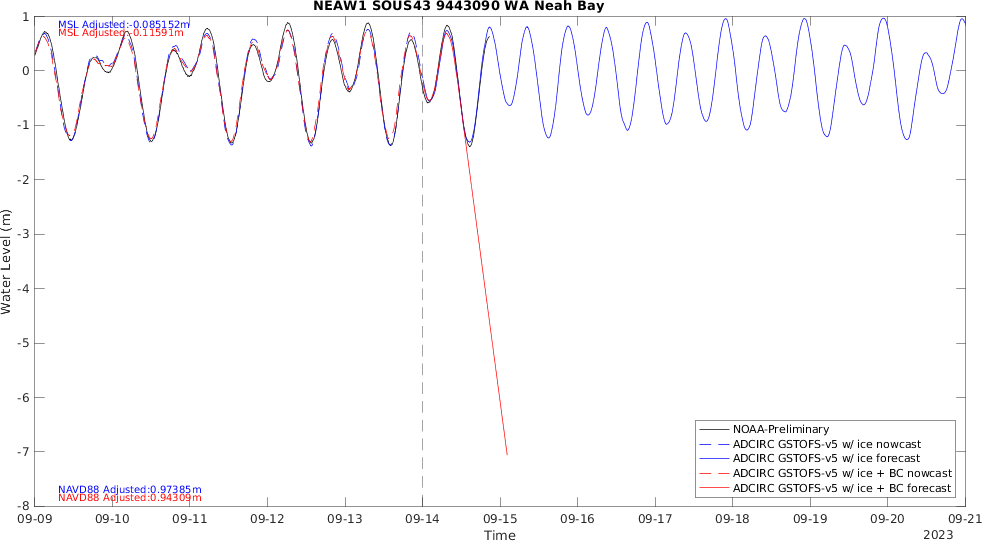 NEAW1 SOUS43 9443090 WA Neah Bay
MSL Adjusted:-0.085152m
MSL Adjusted:-0.11591m
1
0
-1
-2
-3
-4
-5
-6
-7
-8
Water Level (m)
NOAA-Preliminary
ADCIRC GSTOFS-v5 w/ ice nowcast
ADCIRC GSTOFS-v5 w/ ice forecast
ADCIRC GSTOFS-v5 w/ ice + BC nowcast
ADCIRC GSTOFS-v5 w/ ice + BC forecast
NAVD88 Adjusted:0.97385m
NAVD88 Adjusted:0.94309m
09-09 09-10 09-11 09-12 09-13 09-14 09-15 09-16 09-17 09-18 09-19 09-20 09-21
Time
2023